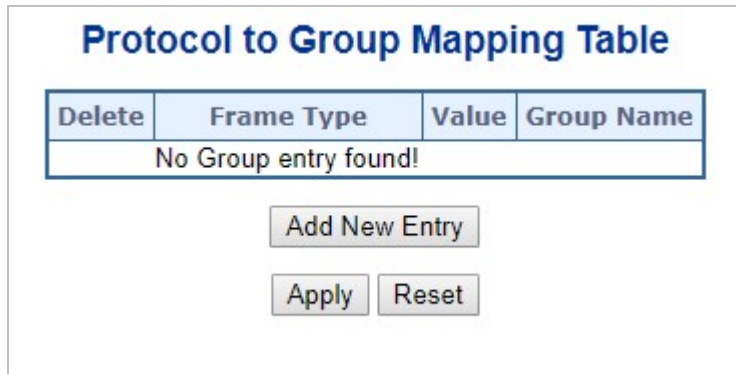 Protocol to Group Mapping Table
Delete Frame Type Value Group Name
No Group entry found!
Add New Entry
Apply Reset